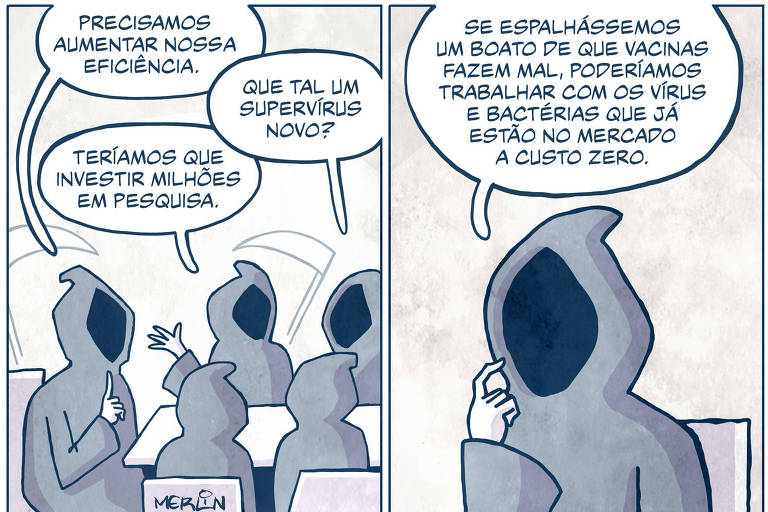 PRECISAMOS
AUMENTAR NOSSA
EFICIÊNCIA.
QUE TAL UM
SUPERVÍRUS
NOVO?
TERÍAMOS QUE
INVESTIR MILHÕES
EM PESQUISA.
MERLIN
SE ESPALHÁSSEMOS
UM BOATO DE QUE VACINAS
FAZEM MAL, PODERÍAMOS
TRABALHAR COM OS VÍRUS
E BACTÉRIAS QUE JÁ
ESTÃO NO MERCADO
A CUSTO ZERO.